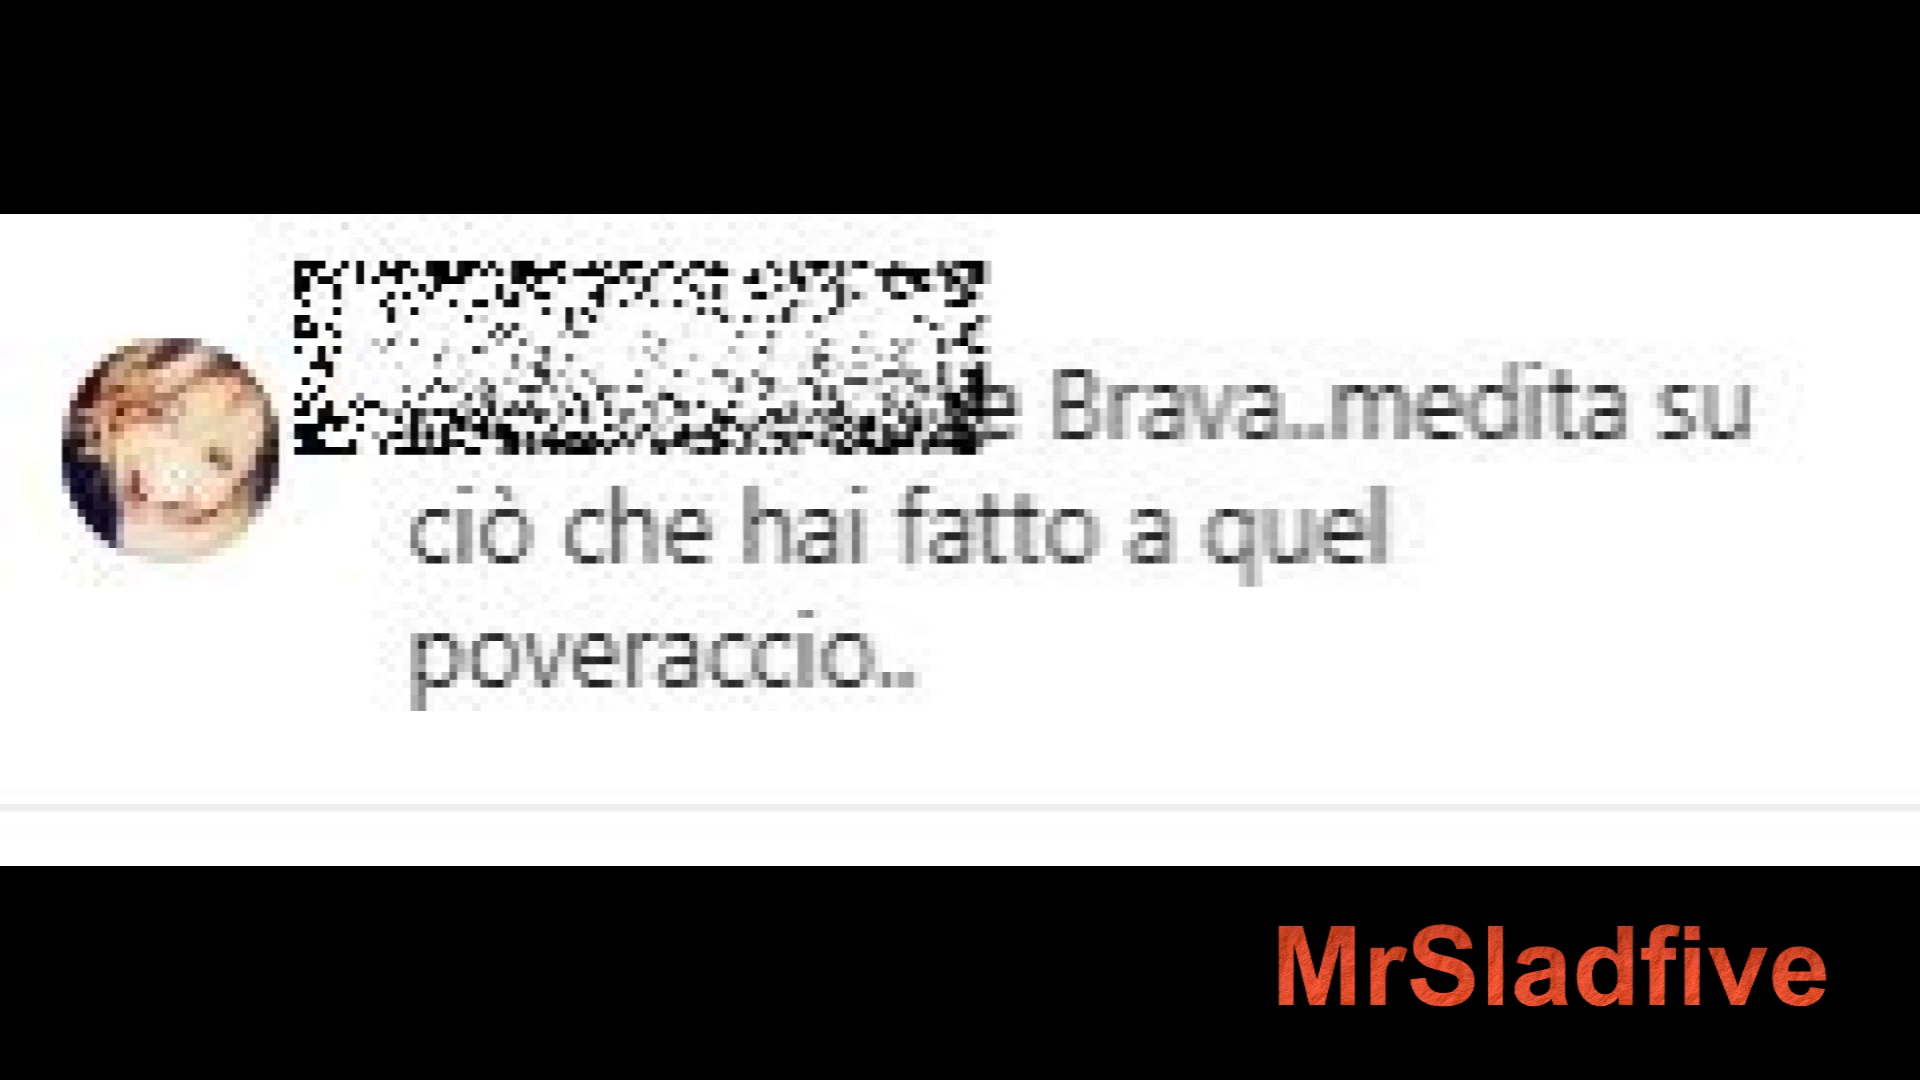 Brava..medita su
ciò che hai fatto a quel
poveraccio..
MrSladfive